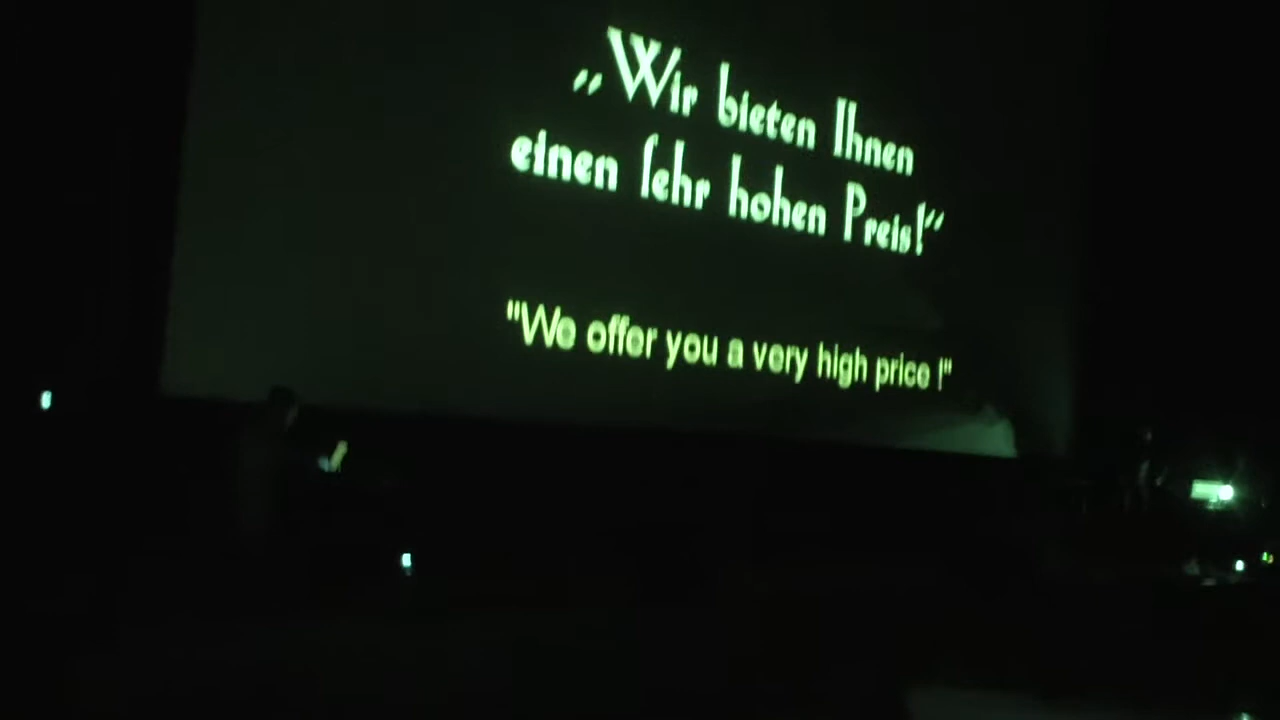 „Wir bieten Ihnen
einen ſehr hohen Preis!“
"We offer you a very high price !"